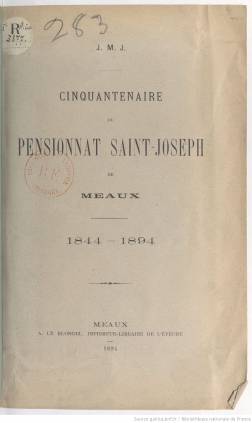 283
R
J. M. J.
CINQUANTENAIRE
DU
PENSIONNAT SAINT-JOSEPH
DE
MEAUX
1844 – 1894
MEAUX
A. LE BLONDEL, IMPRIMEUR-LIBRAIRE DE L'ÉVÊCHÉ
1894
Source gallica.bnf.fr / Bibliothèque nationale de France